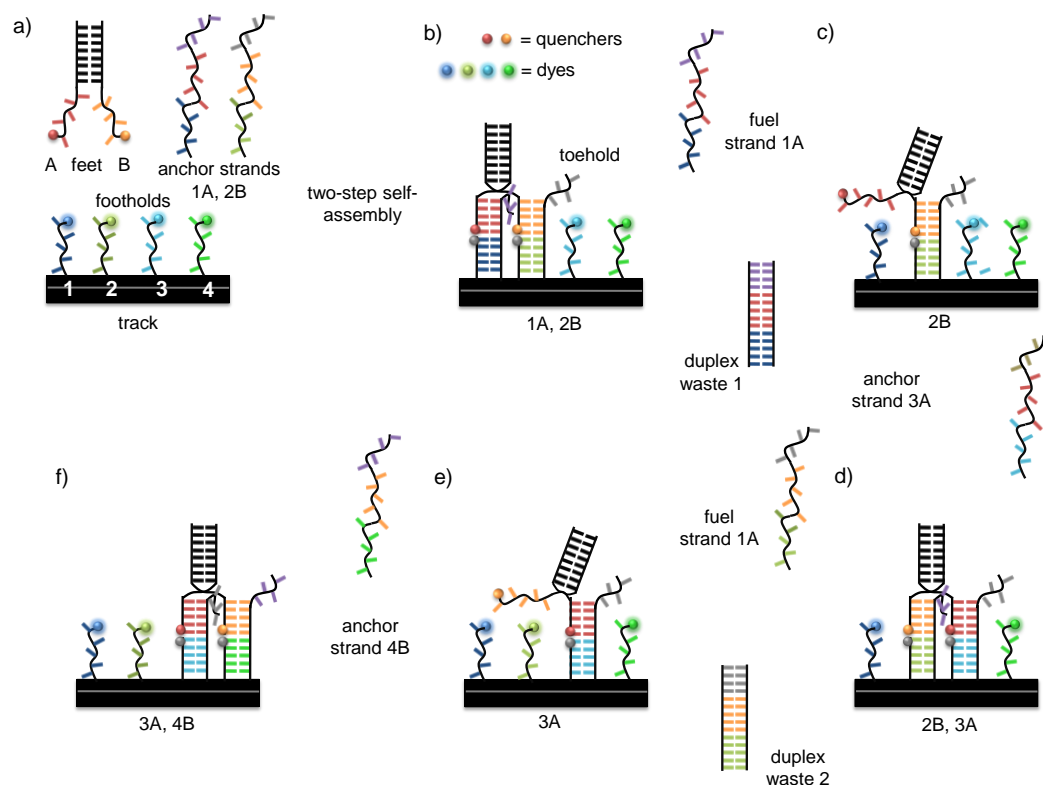 a)
A feet B
anchor strands
1A, 2B
footholds
1 2 3 4
track
two-step self-
assembly
b)
= quenchers
= dyes
toehold
1A, 2B
fuel
strand 1A
c)
2B
duplex
waste 1
anchor
strand 3A
d)
2B, 3A
fuel
strand 1A
duplex
waste 2
e)
3A
anchor
strand 4B
f)
3A, 4B